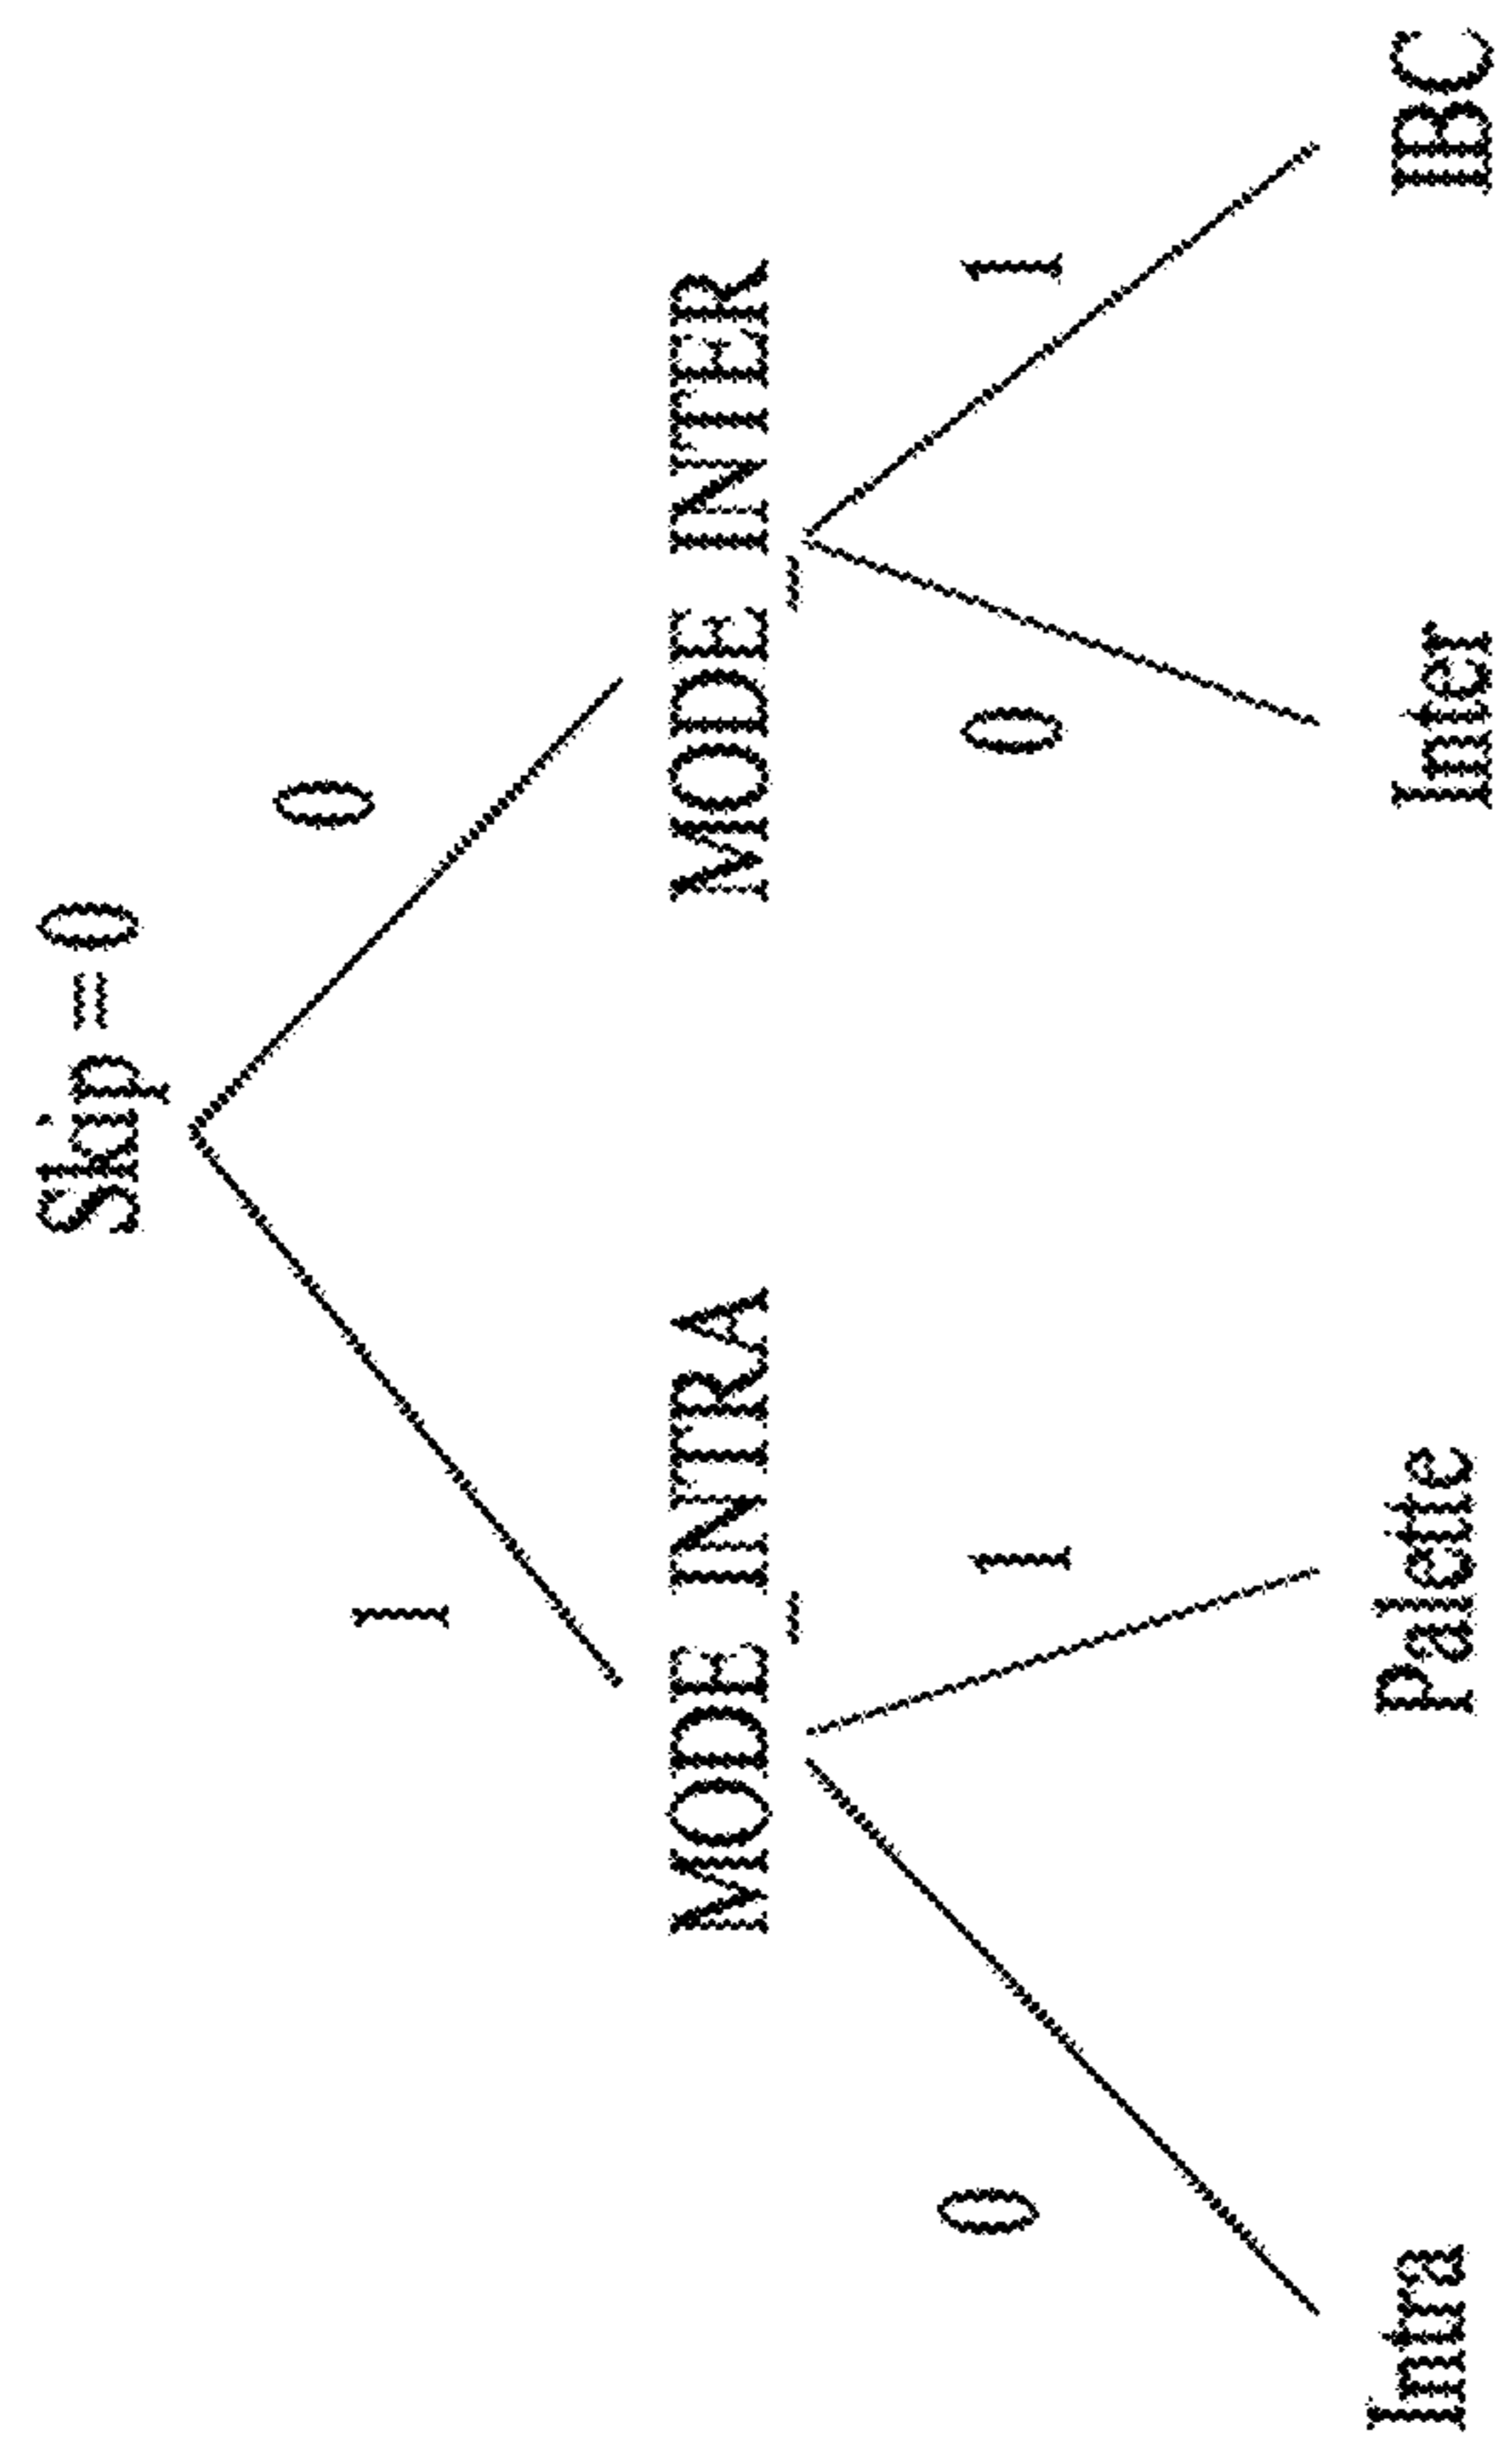 Skip=0
1
0
MODE_INTRA
MODE_INTER
0
1
0
1
Intra
Palette
Inter
IBC